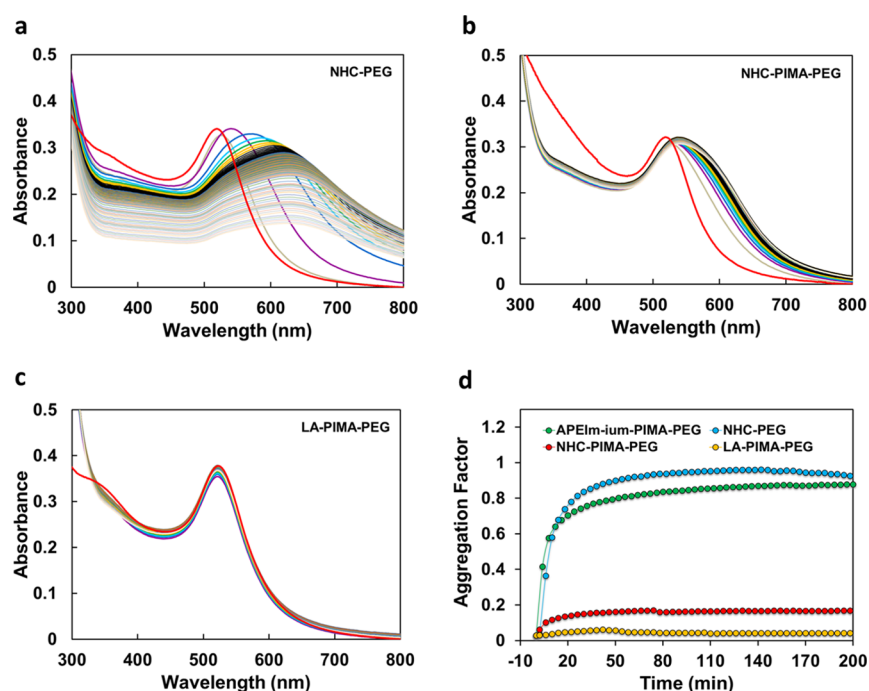 a
NHC-PEG
0.5
0.4
0.3
0.2
0.1
0
Absorbance
300 400 500 600 700 800
Wavelength (nm)
b
NHC-PIMA-PEG
0.5
0.4
0.3
0.2
0.1
0
Absorbance
300 400 500 600 700 800
Wavelength (nm)
c
LA-PIMA-PEG
0.5
0.4
0.3
0.2
0.1
0
Absorbance
300 400 500 600 700 800
Wavelength (nm)
d
APEIm-ium-PIMA-PEG NHC-PEG
NHC-PIMA-PEG LA-PIMA-PEG
1.2
1
0.8
0.6
0.4
0.2
0
Aggregation Factor
-10 20 50 80 110 140 170 200
Time (min)